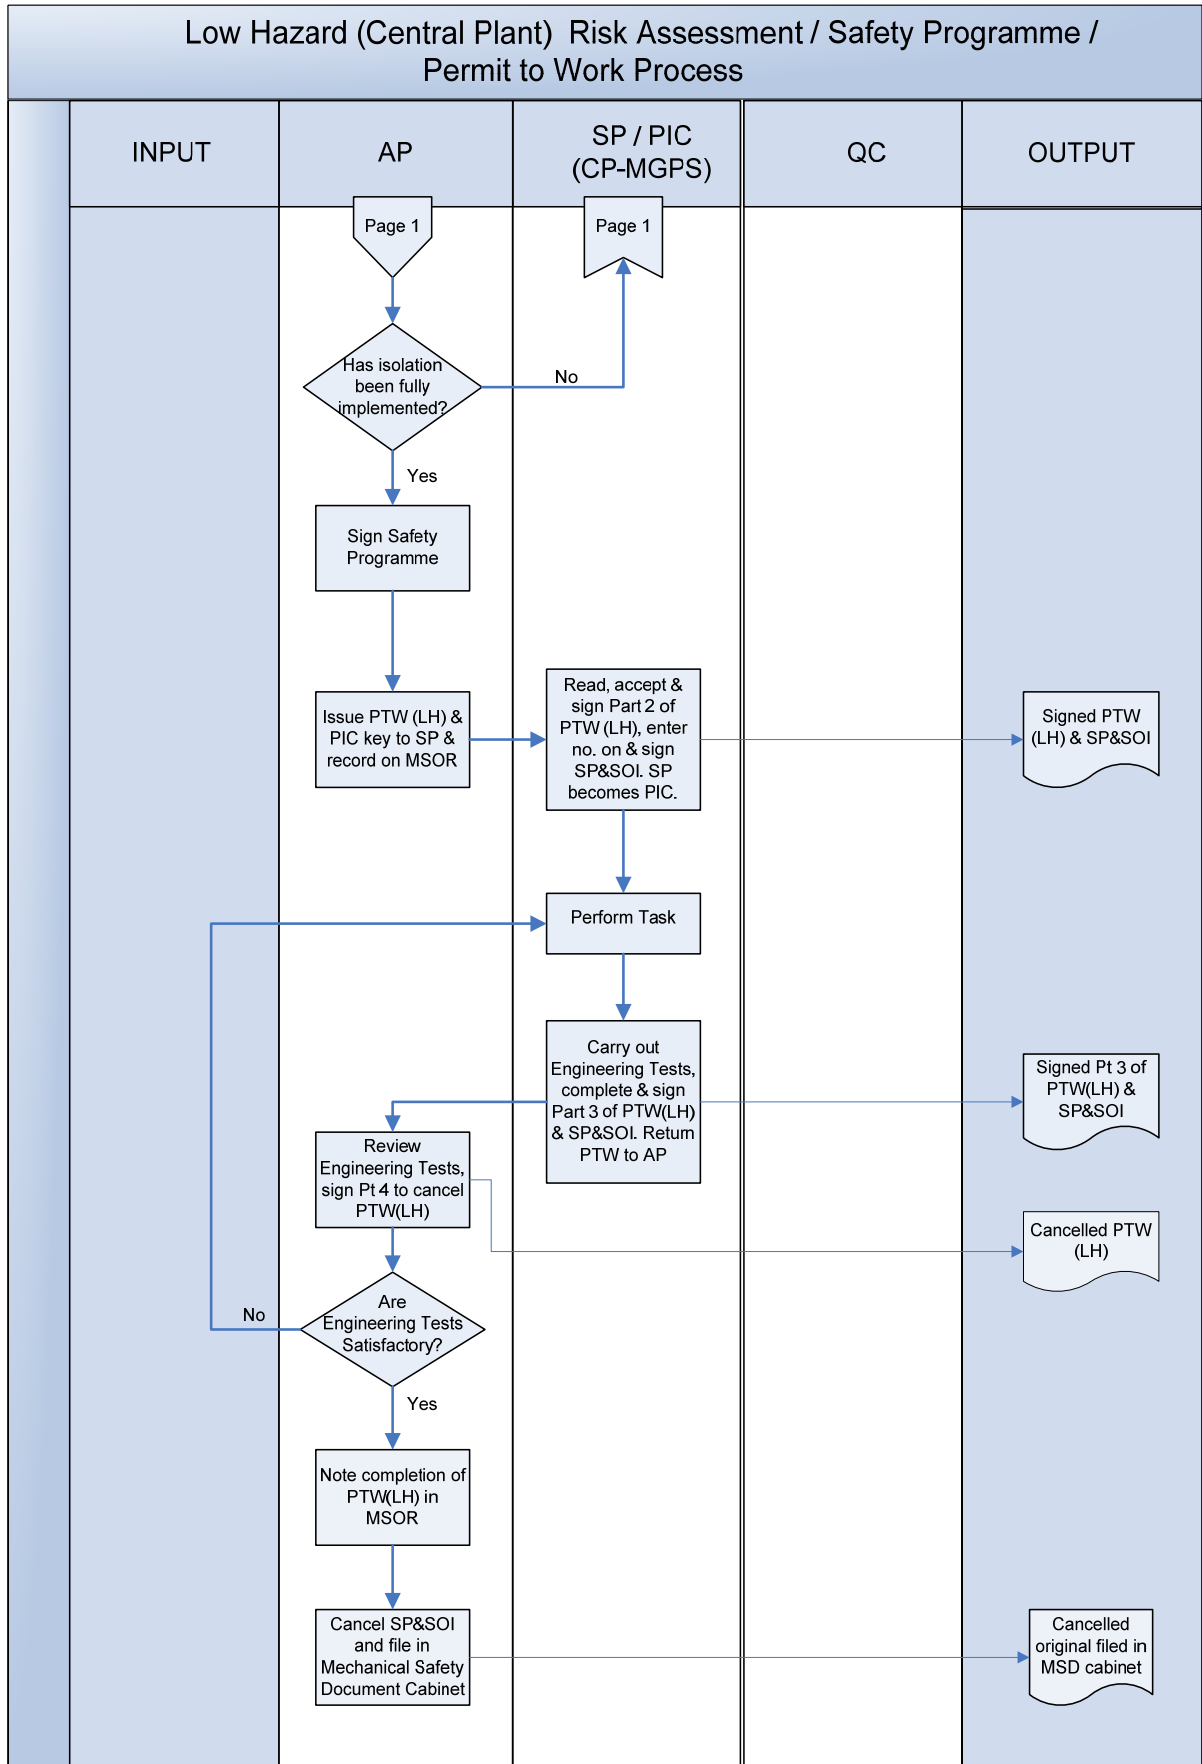 Low Hazard (Central Plant) Risk Assessment / Safety Programme /
Permit to Work Process
INPUT
AP
SP / PIC
(CP-MGPS)
QC
OUTPUT
Page 1
Page 1
Has isolation
been fully
implemented?
No
Yes
Sign Safety
Programme
Issue PTW (LH) &
PIC key to SP &
record on MSOR
Read, accept &
sign Part 2 of
PTW (LH), enter
no. on & sign
SP&SOI. SP
becomes PIC.
Signed PTW
(LH) & SP&SOI
Perform Task
Carry out
Engineering Tests,
complete & sign
Part 3 of PTW(LH)
& SP&SOI. Return
PTW to AP
Signed Pt 3 of
PTW(LH) &
SP&SOI
Review
Engineering Tests,
sign Pt 4 to cancel
PTW(LH)
Cancelled PTW
(LH)
Are
Engineering Tests
Satisfactory?
No
Yes
Note completion of
PTW(LH) in
MSOR
Cancel SP&SOI
and file in
Mechanical Safety
Document Cabinet
Cancelled
original filed in
MSD cabinet